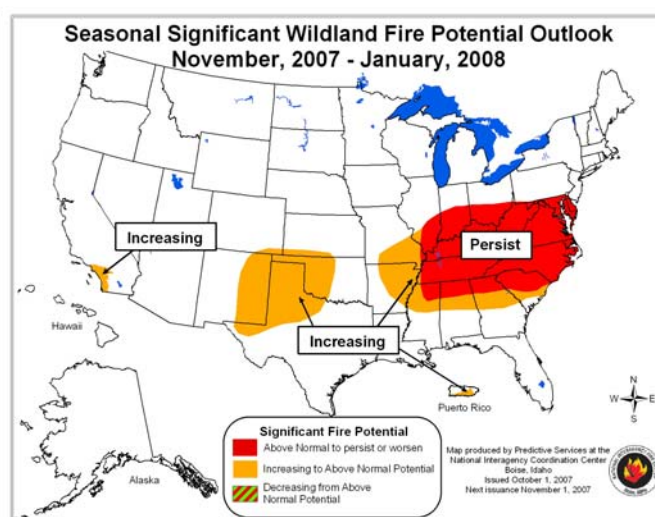 Seasonal Significant Wildland Fire Potential Outlook
November, 2007 - January, 2008
Increasing
Persist
Increasing
Hawaii
Alaska
Puerto Rico
N
W
E
S
Significant Fire Potential
Above Normal to persist or worsen
Increasing to Above Normal Potential
Decreasing from Above
Normal Potential
Map produced by Predictive Services at the
National Interagency Coordination Center
Boise, Idaho
Issued October 1, 2007
Next issuance November 1, 2007